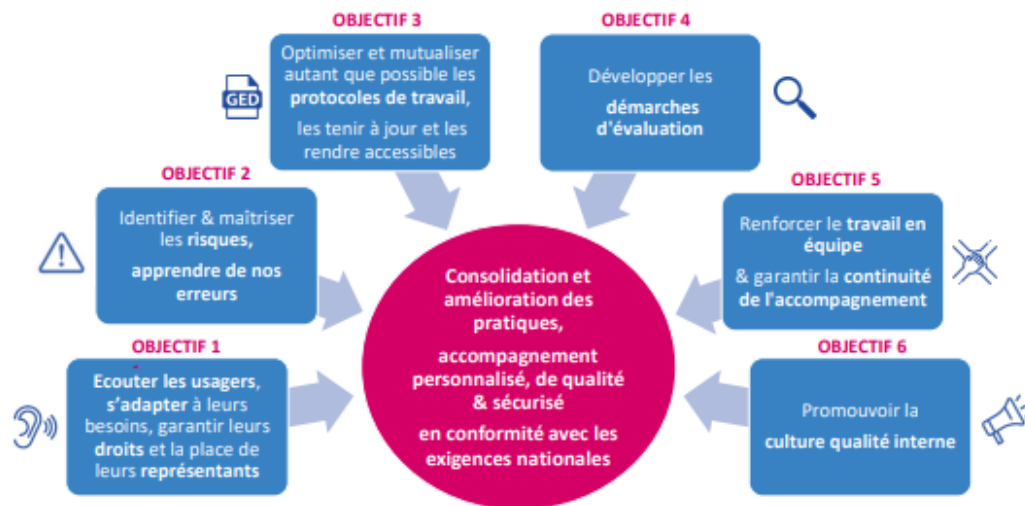 OBJECTIF 3
Optimiser et mutualiser
autant que possible les
protocoles de travail,
les tenir à jour et les
rendre accessibles
GED
OBJECTIF 4
Développer les
démarches
d'évaluation
OBJECTIF 2
Identifier & maîtriser
les risques,
apprendre de nos
erreurs
OBJECTIF 5
Renforcer le travail en
équipe
& garantir la continuité
de l'accompagnement
OBJECTIF 1
Ecouter les usagers,
s'adapter à leurs
besoins, garantir leurs
droits et la place de
leurs représentants
Consolidation et
amélioration des
pratiques,
accompagnement
personnalisé, de qualité
& sécurisé
en conformité avec les
exigences nationales
OBJECTIF 6
Promouvoir la
culture qualité interne